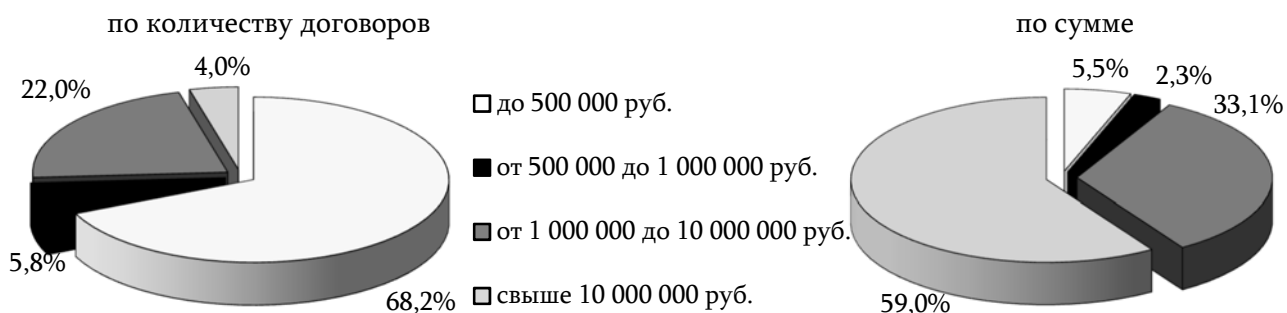 по количеству договоров
4,0%
22,0%
5,8%
68,2%
до 500 000 руб.
от 500 000 до 1 000 000 руб.
от 1 000 000 до 10 000 000 руб.
свыше 10 000 000 руб.
по сумме
5,5%
2,3%
33,1%
59,0%